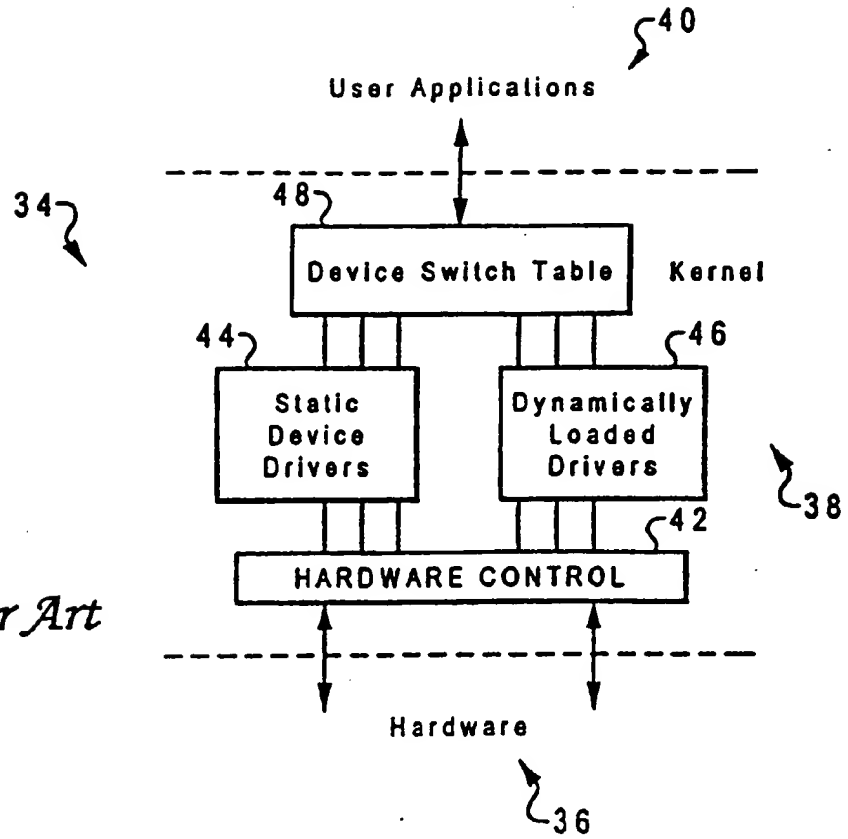 40
User Applications
34
48
Device Switch Table
Kernel
44
46
Static
Device
Drivers
Dynamically
Loaded
Drivers
38
42
HARDWARE CONTROL
r Art
Hardware
36